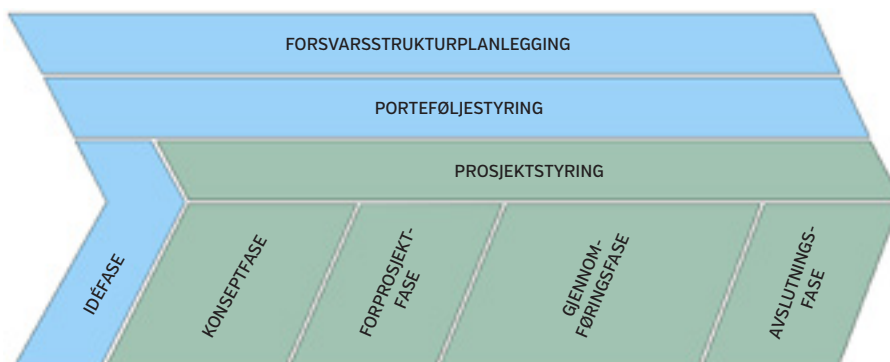 FORSVARSSTRUKTURPLANLEGGING
PORTEFØLJESTYRING
PROSJEKTSTYRING
IDÉFASE
KONSEPTFASE
FORPROSJEKT-
FASE
GJENNOM-
FØRINGSFASE
AVSLUTNINGS-
FASE